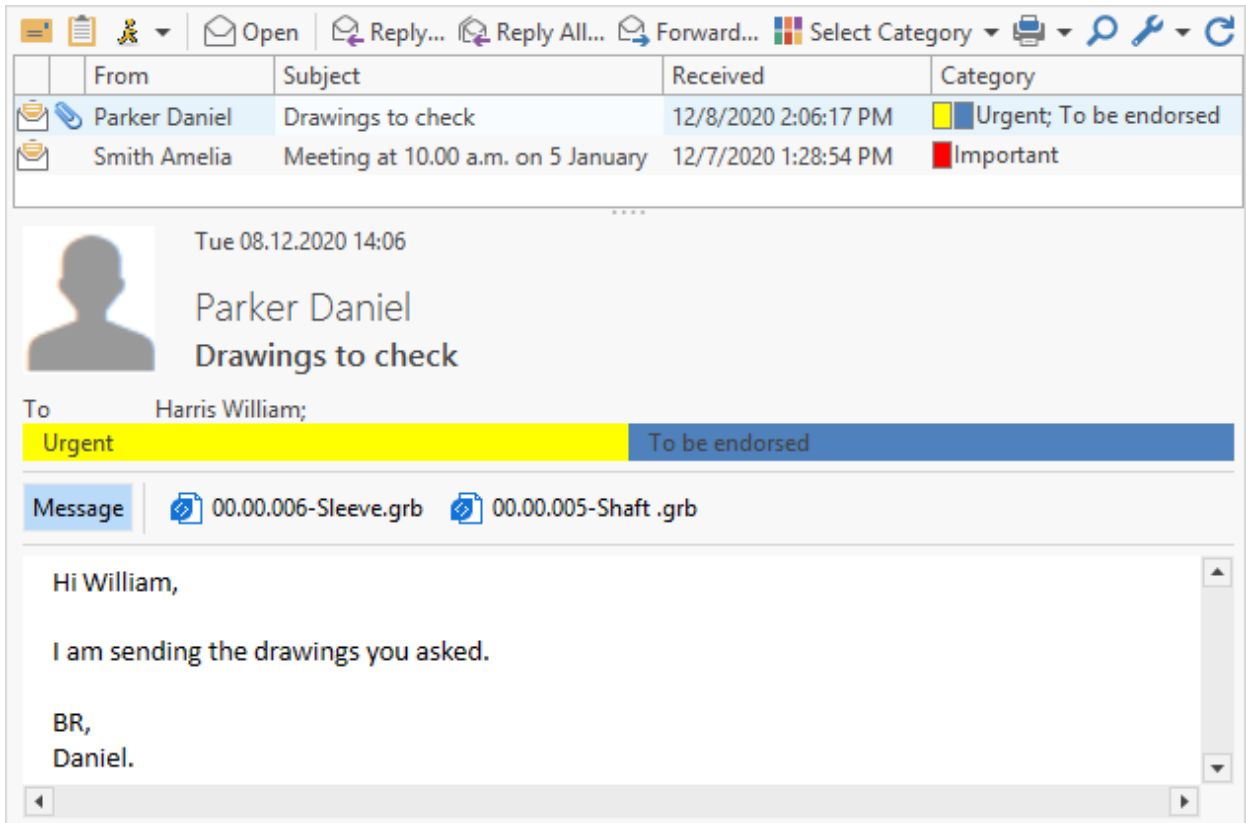 Open Reply... Reply All... Forward... Select Category
From Subject Received Category
Parker Daniel Drawings to check 12/8/2020 2:06:17 PM Urgent; To be endorsed
Smith Amelia Meeting at 10.00 a.m. on 5 January 12/7/2020 1:28:54 PM Important
Tue 08.12.2020 14:06
Parker Daniel
Drawings to check
To Harris William;
Urgent To be endorsed
Message 00.00.006-Sleeve.grb 00.00.005-Shaft .grb
Hi William,
I am sending the drawings you asked.
BR,
Daniel.